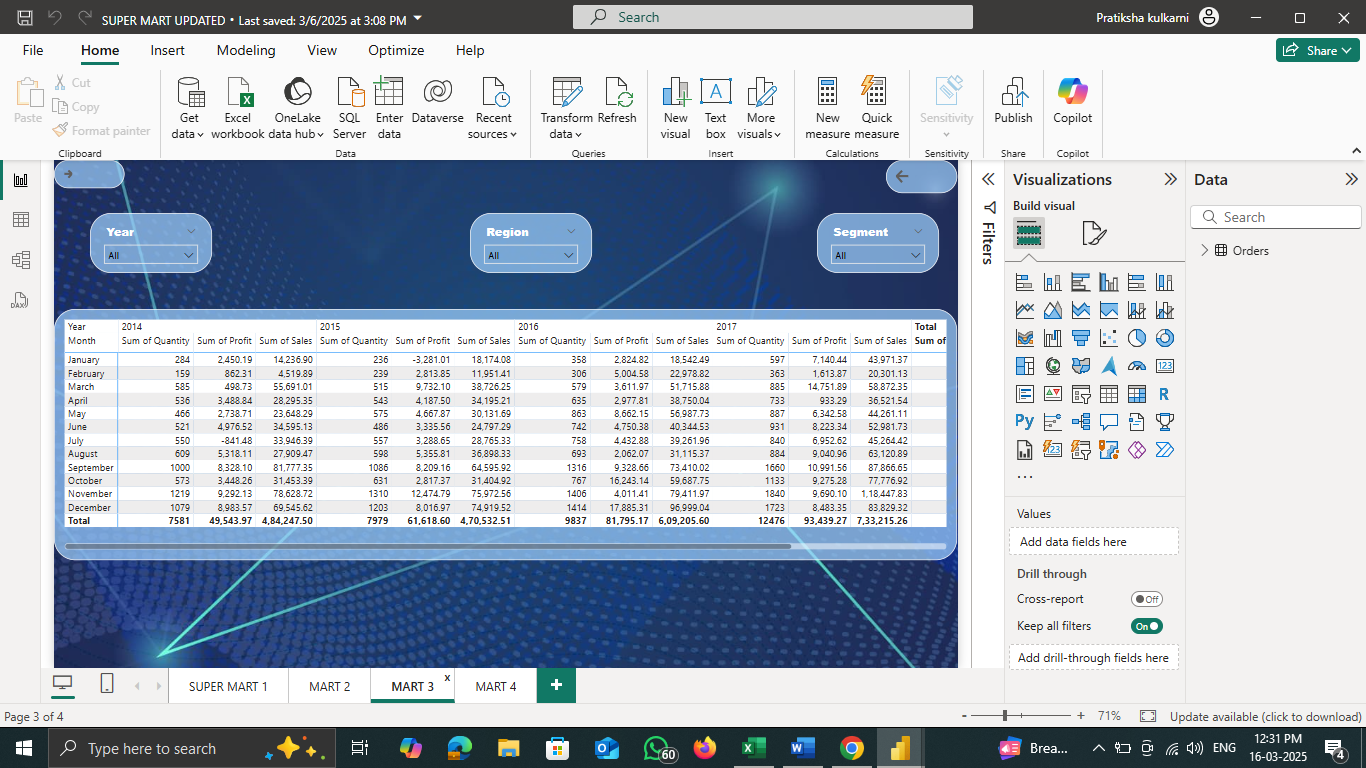 SUPER MART UPDATED • Last saved: 3/6/2025 at 3:08 PM
Search
Pratiksha kulkarni
File Home Insert Modeling View Optimize Help
Share
Paste
Cut
Copy
Format painter
Clipboard
Get data
Excel workbook
OneLake data hub
SQL Server
Enter data
Dataverse
Recent sources
Data
Transform data
Refresh
Queries
New visual
Text box
More visuals
Insert
New measure
Quick measure
Calculations
Sensitivity
Sensitivity
Publish
Share
Copilot
Copilot
Year
All
Region
All
Segment
All
Year 2014 2015 2016 2017 Total
Month Sum of Quantity Sum of Profit Sum of Sales Sum of Quantity Sum of Profit Sum of Sales Sum of Quantity Sum of Profit Sum of Sales Sum of Quantity Sum of Profit Sum of Sales Sum of
January 284 2,450.19 14,236.90 236 -3,281.01 18,174.08 358 2,824.82 18,542.49 597 7,140.44 43,971.37
February 159 862.31 4,519.89 239 2,813.85 11,951.41 306 5,004.58 22,978.82 363 1,613.87 20,301.13
March 585 498.73 55,691.01 515 9,732.10 38,726.25 579 3,611.97 51,715.88 885 14,751.89 58,872.35
April 536 3,488.84 28,295.35 543 4,187.50 34,195.21 635 2,977.81 38,750.04 733 933.29 36,521.54
May 466 2,738.71 23,648.29 575 4,667.87 30,131.69 863 8,662.15 56,987.73 887 6,342.58 44,261.11
June 521 4,976.52 34,595.13 486 3,335.56 24,797.29 742 4,750.38 40,344.53 931 8,223.34 52,981.73
July 550 -841.48 33,946.39 557 3,288.65 28,765.33 758 4,432.88 39,261.96 840 6,952.62 45,264.42
August 609 5,318.11 27,909.47 598 5,355.81 36,898.33 693 2,062.07 31,115.37 884 9,040.96 63,120.89
September 1000 8,328.10 81,777.35 1086 8,209.16 64,595.92 1316 9,328.66 73,410.02 1660 10,991.56 87,866.65
October 573 3,448.26 31,453.39 631 2,817.37 31,404.92 767 16,243.14 59,687.75 1133 9,275.28 77,776.92
November 1219 9,292.13 78,628.72 1310 12,474.79 75,972.56 1406 4,011.41 79,411.97 1840 9,690.10 1,18,447.83
December 1079 8,983.57 69,545.62 1203 8,016.97 74,919.52 1414 17,885.31 96,999.04 1723 8,483.35 83,829.32
Total 7581 49,543.97 4,84,247.50 7979 61,618.60 4,70,532.51 9837 81,795.17 6,09,205.60 12476 93,439.27 7,33,215.26
Filters
Visualizations
Build visual
123
R
Py
123
...
Values
Add data fields here
Drill through
Cross-report Off
Keep all filters On
Add drill-through fields here
Data
Search
Orders
SUPER MART 1 MART 2 MART 3 x MART 4 +
Page 3 of 4
- + 71%
Update available (click to download)
Type here to search
60
Brea...
ENG
12:31 PM
16-03-2025
4